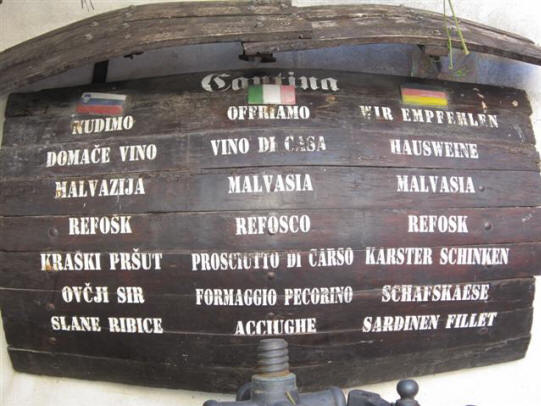 Cantina
NUDIMO OFFRIAMO WIR EMPFEHLEN
DOMAČE VINO VINO DI CASA HAUSWEINE
MALVAZIJA MALVASIA MALVASIA
REFOŠK REFOSCO REFOSK
KRAŠKI PRŠUT PROSCIUTTO DI CARSO KARSTER SCHINKEN
OVČJI SIR FORMAGGIO PECORINO SCHAFSKAESE
SLANE RIBICE ACCIUGHE SARDINEN FILLET